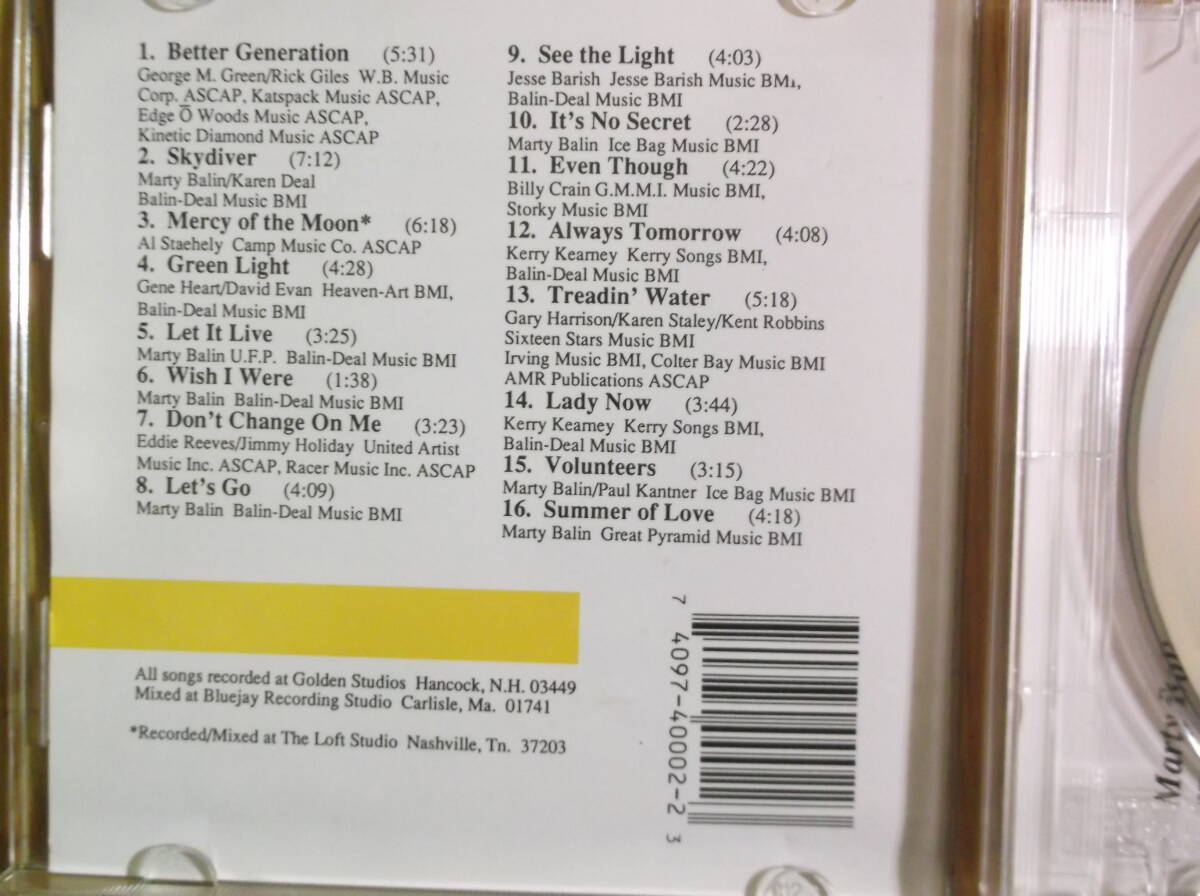 1. Better Generation (5:31)
George M. Green/Rick Giles W.B. Music
Corp. ASCAP, Katspack Music ASCAP,
Edge Ō Woods Music ASCAP,
Kinetic Diamond Music ASCAP
2. Skydiver (7:12)
Marty Balin/Karen Deal
Balin-Deal Music BMI
3. Mercy of the Moon* (6:18)
Al Staehely Camp Music Co. ASCAP
4. Green Light (4:28)
Gene Heart/David Evan Heaven-Art BMI,
Balin-Deal Music BMI
5. Let It Live (3:25)
Marty Balin U.F.P. Balin-Deal Music BMI
6. Wish I Were (1:38)
Marty Balin Balin-Deal Music BMI
7. Don't Change On Me (3:23)
Eddie Reeves/Jimmy Holiday United Artist
Music Inc. ASCAP, Racer Music Inc. ASCAP
8. Let's Go (4:09)
Marty Balin Balin-Deal Music BMI
9. See the Light (4:03)
Jesse Barish Jesse Barish Music BMI,
Balin-Deal Music BMI
10. It's No Secret (2:28)
Marty Balin Ice Bag Music BMI
11. Even Though (4:22)
Billy Crain G.M.M.I. Music BMI,
Storky Music BMI
12. Always Tomorrow (4:08)
Kerry Kearney Kerry Songs BMI,
Balin-Deal Music BMI
13. Treadin' Water (5:18)
Gary Harrison/Karen Staley/Kent Robbins
Sixteen Stars Music BMI
Irving Music BMI, Colter Bay Music BMI
AMR Publications ASCAP
14. Lady Now (3:44)
Kerry Kearney Kerry Songs BMI,
Balin-Deal Music BMI
15. Volunteers (3:15)
Marty Balin/Paul Kantner Ice Bag Music BMI
16. Summer of Love (4:18)
Marty Balin Great Pyramid Music BMI
All songs recorded at Golden Studios Hancock, N.H. 03449
Mixed at Bluejay Recording Studio Carlisle, Ma. 01741
*Recorded/Mixed at The Loft Studio Nashville, Tn. 37203
7 4097-40002-2 3
Marty